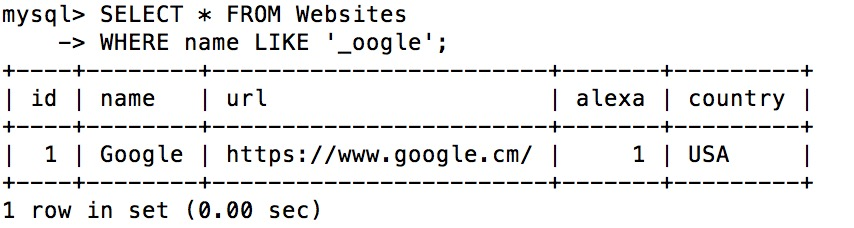 mysql> SELECT * FROM Websites
    -> WHERE name LIKE '_oogle';
+----+--------+-------------------------+-------+---------+
| id | name   | url                     | alexa | country |
+----+--------+-------------------------+-------+---------+
|  1 | Google | https://www.google.cm/ |     1 | USA     |
+----+--------+-------------------------+-------+---------+
1 row in set (0.00 sec)